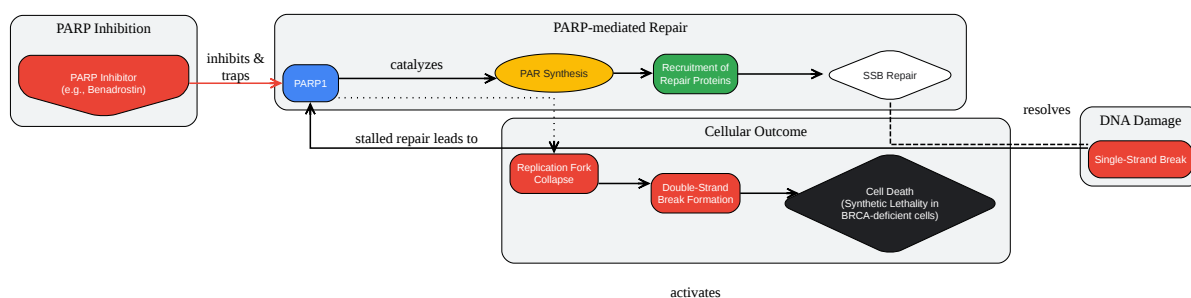 PARP Inhibition
PARP Inhibitor
(e.g., Benadrostin)
inhibits &
traps
PARP-mediated Repair
PARP1
catalyzes
PAR Synthesis
Recruitment of
Repair Proteins
SSB Repair
resolves
DNA Damage
Single-Strand Break
stalled repair leads to
Cellular Outcome
Replication Fork
Collapse
Double-Strand
Break Formation
Cell Death
(Synthetic Lethality in
BRCA-deficient cells)
activates